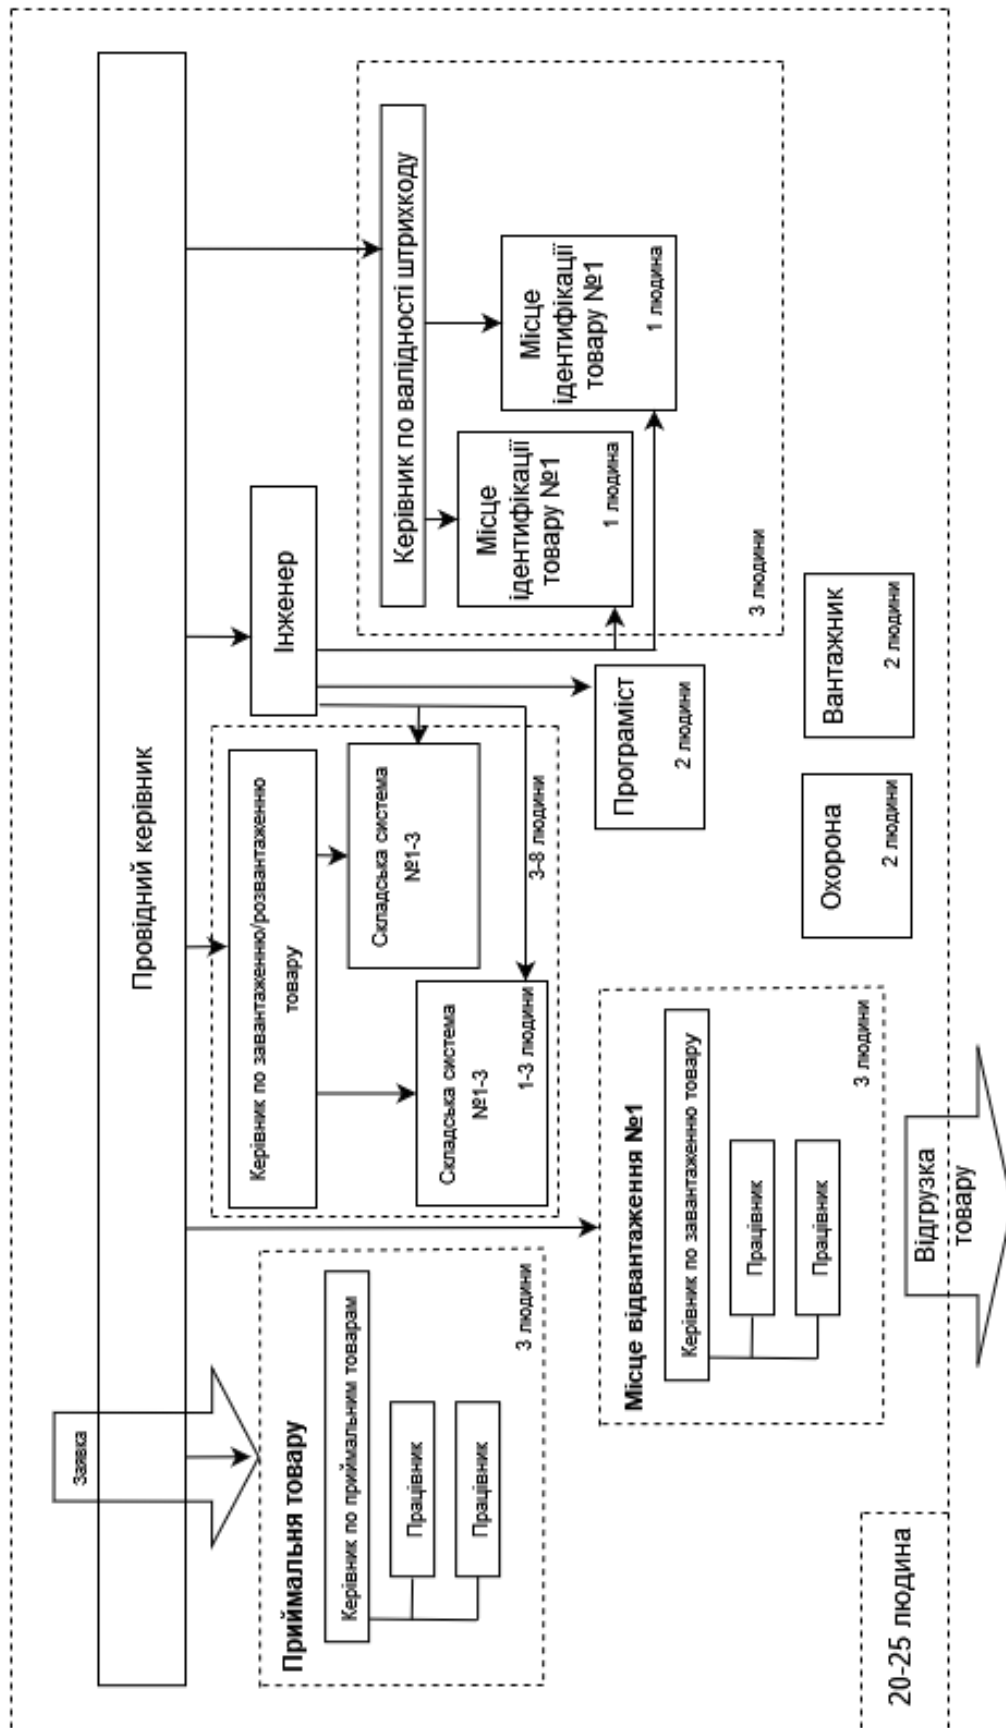 Провідний керівник
Заявка
Приймальня товару
Керівник по приймальним товарам
Працівник
Працівник
3 людини
Керівник по завантаженню/розвантаженню
товару
Складська система
№1-3
1-3 людини
Складська система
№1-3
3-8 людини
Інженер
Керівник по валідності штрихкоду
Місце
ідентифікації
товару №1
1 людина
Місце
ідентифікації
товару №1
1 людина
3 людини
Програміст
2 людини
Місце відвантаження №1
Керівник по завантаженню товару
Працівник
Працівник
3 людини
Охорона
2 людини
Вантажник
2 людини
20-25 людина
Відгрузка
товару